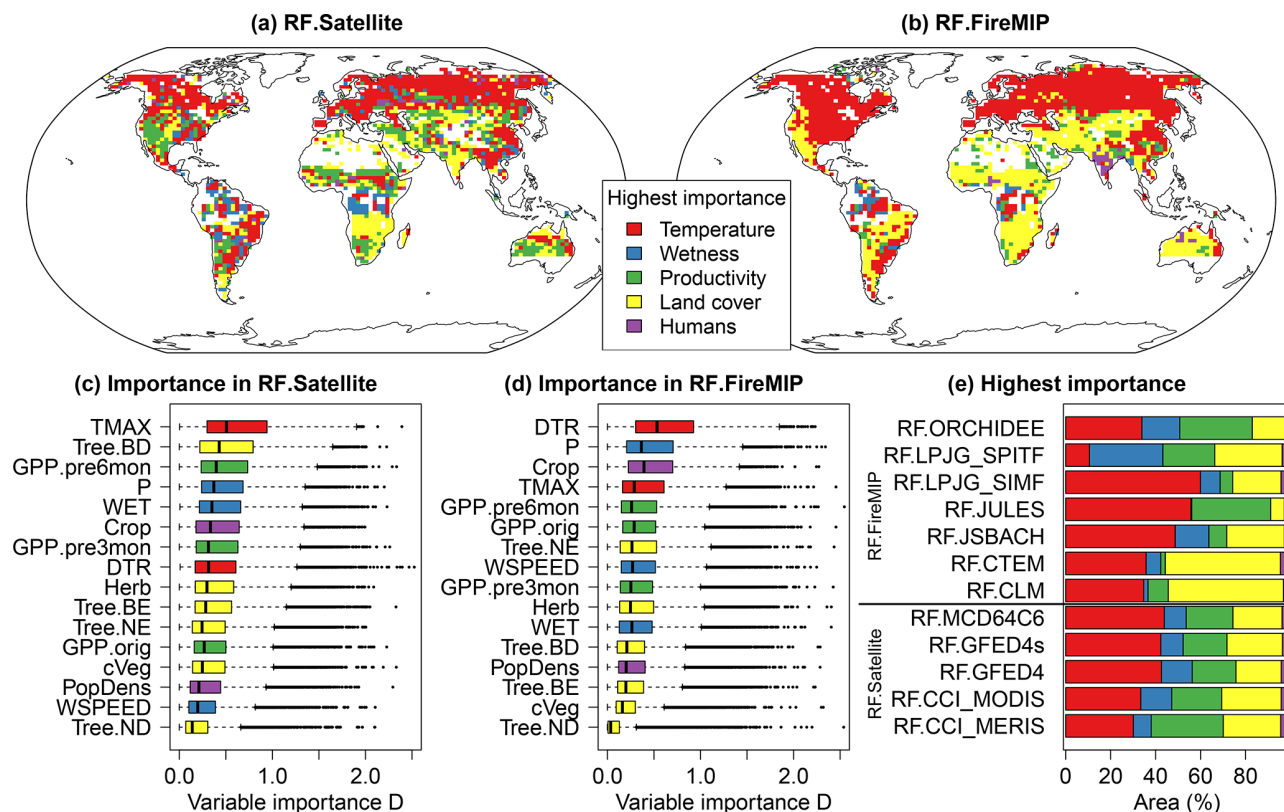 (a) RF.Satellite
(b) RF.FireMIP
Highest importance
Temperature
Wetness
Productivity
Land cover
Humans
(c) Importance in RF.Satellite
TMAX
Tree.BD
GPP.pre6mon
P
WET
Crop
GPP.pre3mon
DTR
Herb
Tree.BE
Tree.NE
GPP.orig
cVeg
PopDens
WSPEED
Tree.ND
0.0 1.0 2.0
Variable importance D
(d) Importance in RF.FireMIP
DTR
P
Crop
TMAX
GPP.pre6mon
GPP.orig
Tree.NE
WSPEED
GPP.pre3mon
Herb
WET
Tree.BD
PopDens
Tree.BE
cVeg
Tree.ND
0.0 1.0 2.0
Variable importance D
(e) Highest importance
RF.FireMIP
RF.ORCHIDEE
RF.LPJG_SPITF
RF.LPJG_SIMF
RF.JULES
RF.JSBACH
RF.CTEM
RF.CLM
RF.Satellite
RF.MCD64C6
RF.GFED4s
RF.GFED4
RF.CCI_MODIS
RF.CCI_MERIS
0 20 40 60 80
Area (%)